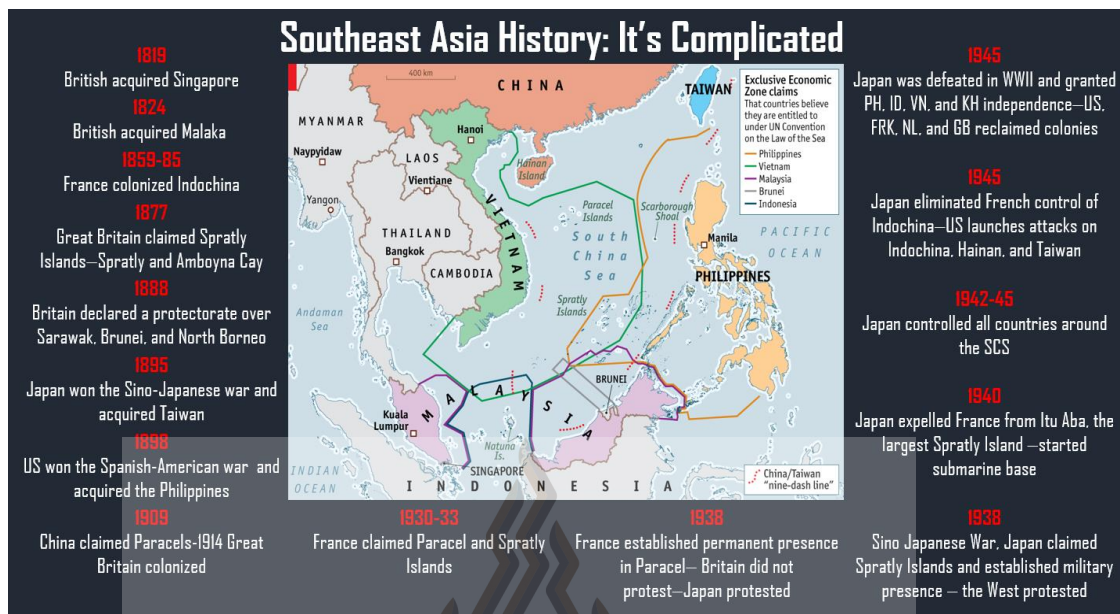 Southeast Asia History: It's Complicated
1819
British acquired Singapore
1824
British acquired Malaka
1859-85
France colonized Indochina
1877
Great Britain claimed Spratly
Islands—Spratly and Amboyna Cay
1888
Britain declared a protectorate over
Sarawak, Brunei, and North Borneo
1895
Japan won the Sino-Japanese war and
acquired Taiwan
1898
US won the Spanish-American war and
acquired the Philippines
1909
China claimed Paracels-1914 Great
Britain colonized
1930-33
France claimed Paracel and Spratly
Islands
1938
France established permanent presence
in Paracel— Britain did not
protest—Japan protested
1938
Sino Japanese War, Japan claimed
Spratly Islands and established military
presence – the West protested
1940
Japan expelled France from Itu Aba, the
largest Spratly Island –started
submarine base
1942-45
Japan controlled all countries around
the SCS
1945
Japan eliminated French control of
Indochina—US launches attacks on
Indochina, Hainan, and Taiwan
1945
Japan was defeated in WWII and granted
PH, ID, VN, and KH independence—US,
FRK, NL, and GB reclaimed colonies
400 km
CHINA
TAIWAN
MYANMAR
Hanoi
Naypyidaw
LOAS
Hainan
Island
Vientiane
Yangon
VIETNAM
THAILAND
Bangkok
CAMBODIA
Paracel
Islands
Scarborough
Shoal
South
China
Sea
Manila
PACIFIC
OCEAN
PHILIPPINES
Andaman
Sea
Spratly
Islands
BRUNEI
MALAYSIA
Kuala
Lumpur
Natuna
Is.
SINGAPORE
INDIAN
OCEAN
INDONESIA
Exclusive Economic
Zone claims
That countries believe
they are entitled to
under UN Convention
on the Law of the Sea
Philippines
Vietnam
Malaysia
Brunei
Indonesia
China/Taiwan
"nine-dash line"